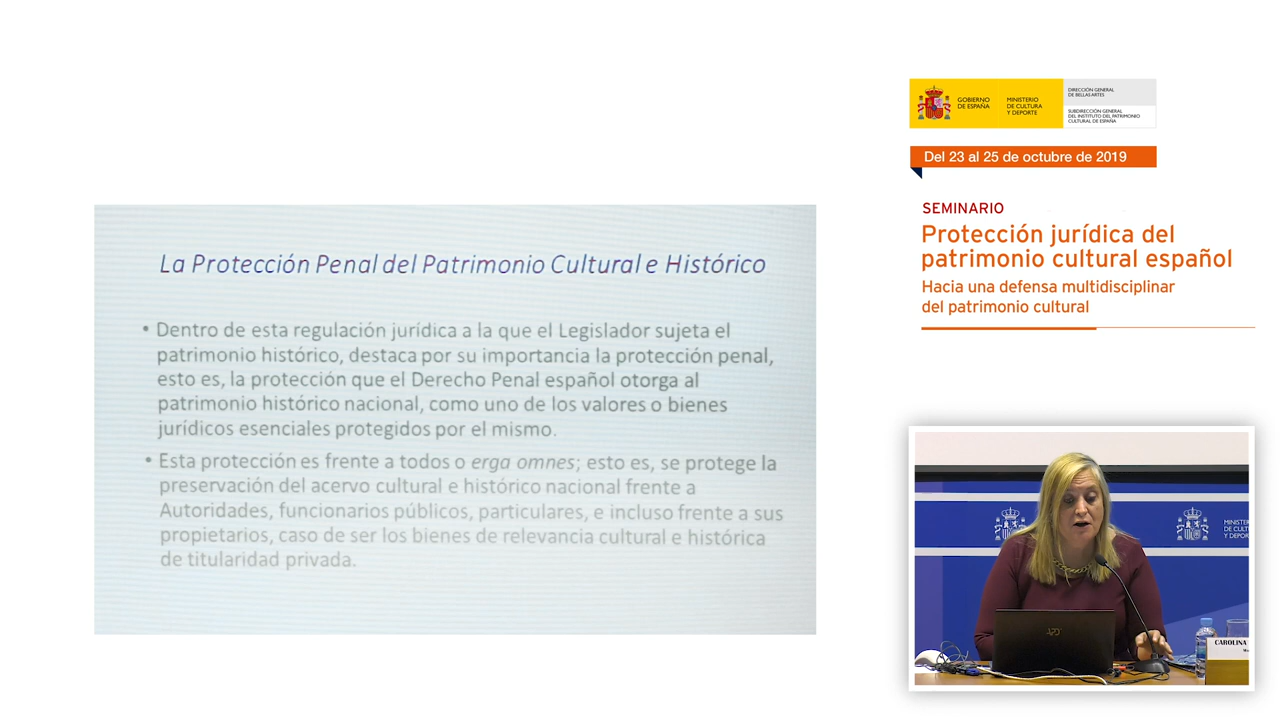 GOBIERNO
DE ESPAÑA
MINISTERIO
DE CULTURA
Y DEPORTE
DIRECCIÓN GENERAL
DE BELLAS ARTES
SUBDIRECCIÓN GENERAL
DEL INSTITUTO DEL PATRIMONIO
CULTURAL DE ESPAÑA
Del 23 al 25 de octubre de 2019
SEMINARIO
Protección jurídica del
patrimonio cultural español
Hacia una defensa multidisciplinar
del patrimonio cultural
La Protección Penal del Patrimonio Cultural e Histórico
• Dentro de esta regulación jurídica a la que el Legislador sujeta el
patrimonio histórico, destaca por su importancia la protección penal,
esto es, la protección que el Derecho Penal español otorga al
patrimonio histórico nacional, como uno de los valores o bienes
jurídicos esenciales protegidos por el mismo.
• Esta protección es frente a todos o erga omnes; esto es, se protege la
preservación del acervo cultural e histórico nacional frente a
Autoridades, funcionarios públicos, particulares, e incluso frente a sus
propietarios, caso de ser los bienes de relevancia cultural e histórica
de titularidad privada.
MINISTER
DE CULT
Y DEPOR
CAROLINA